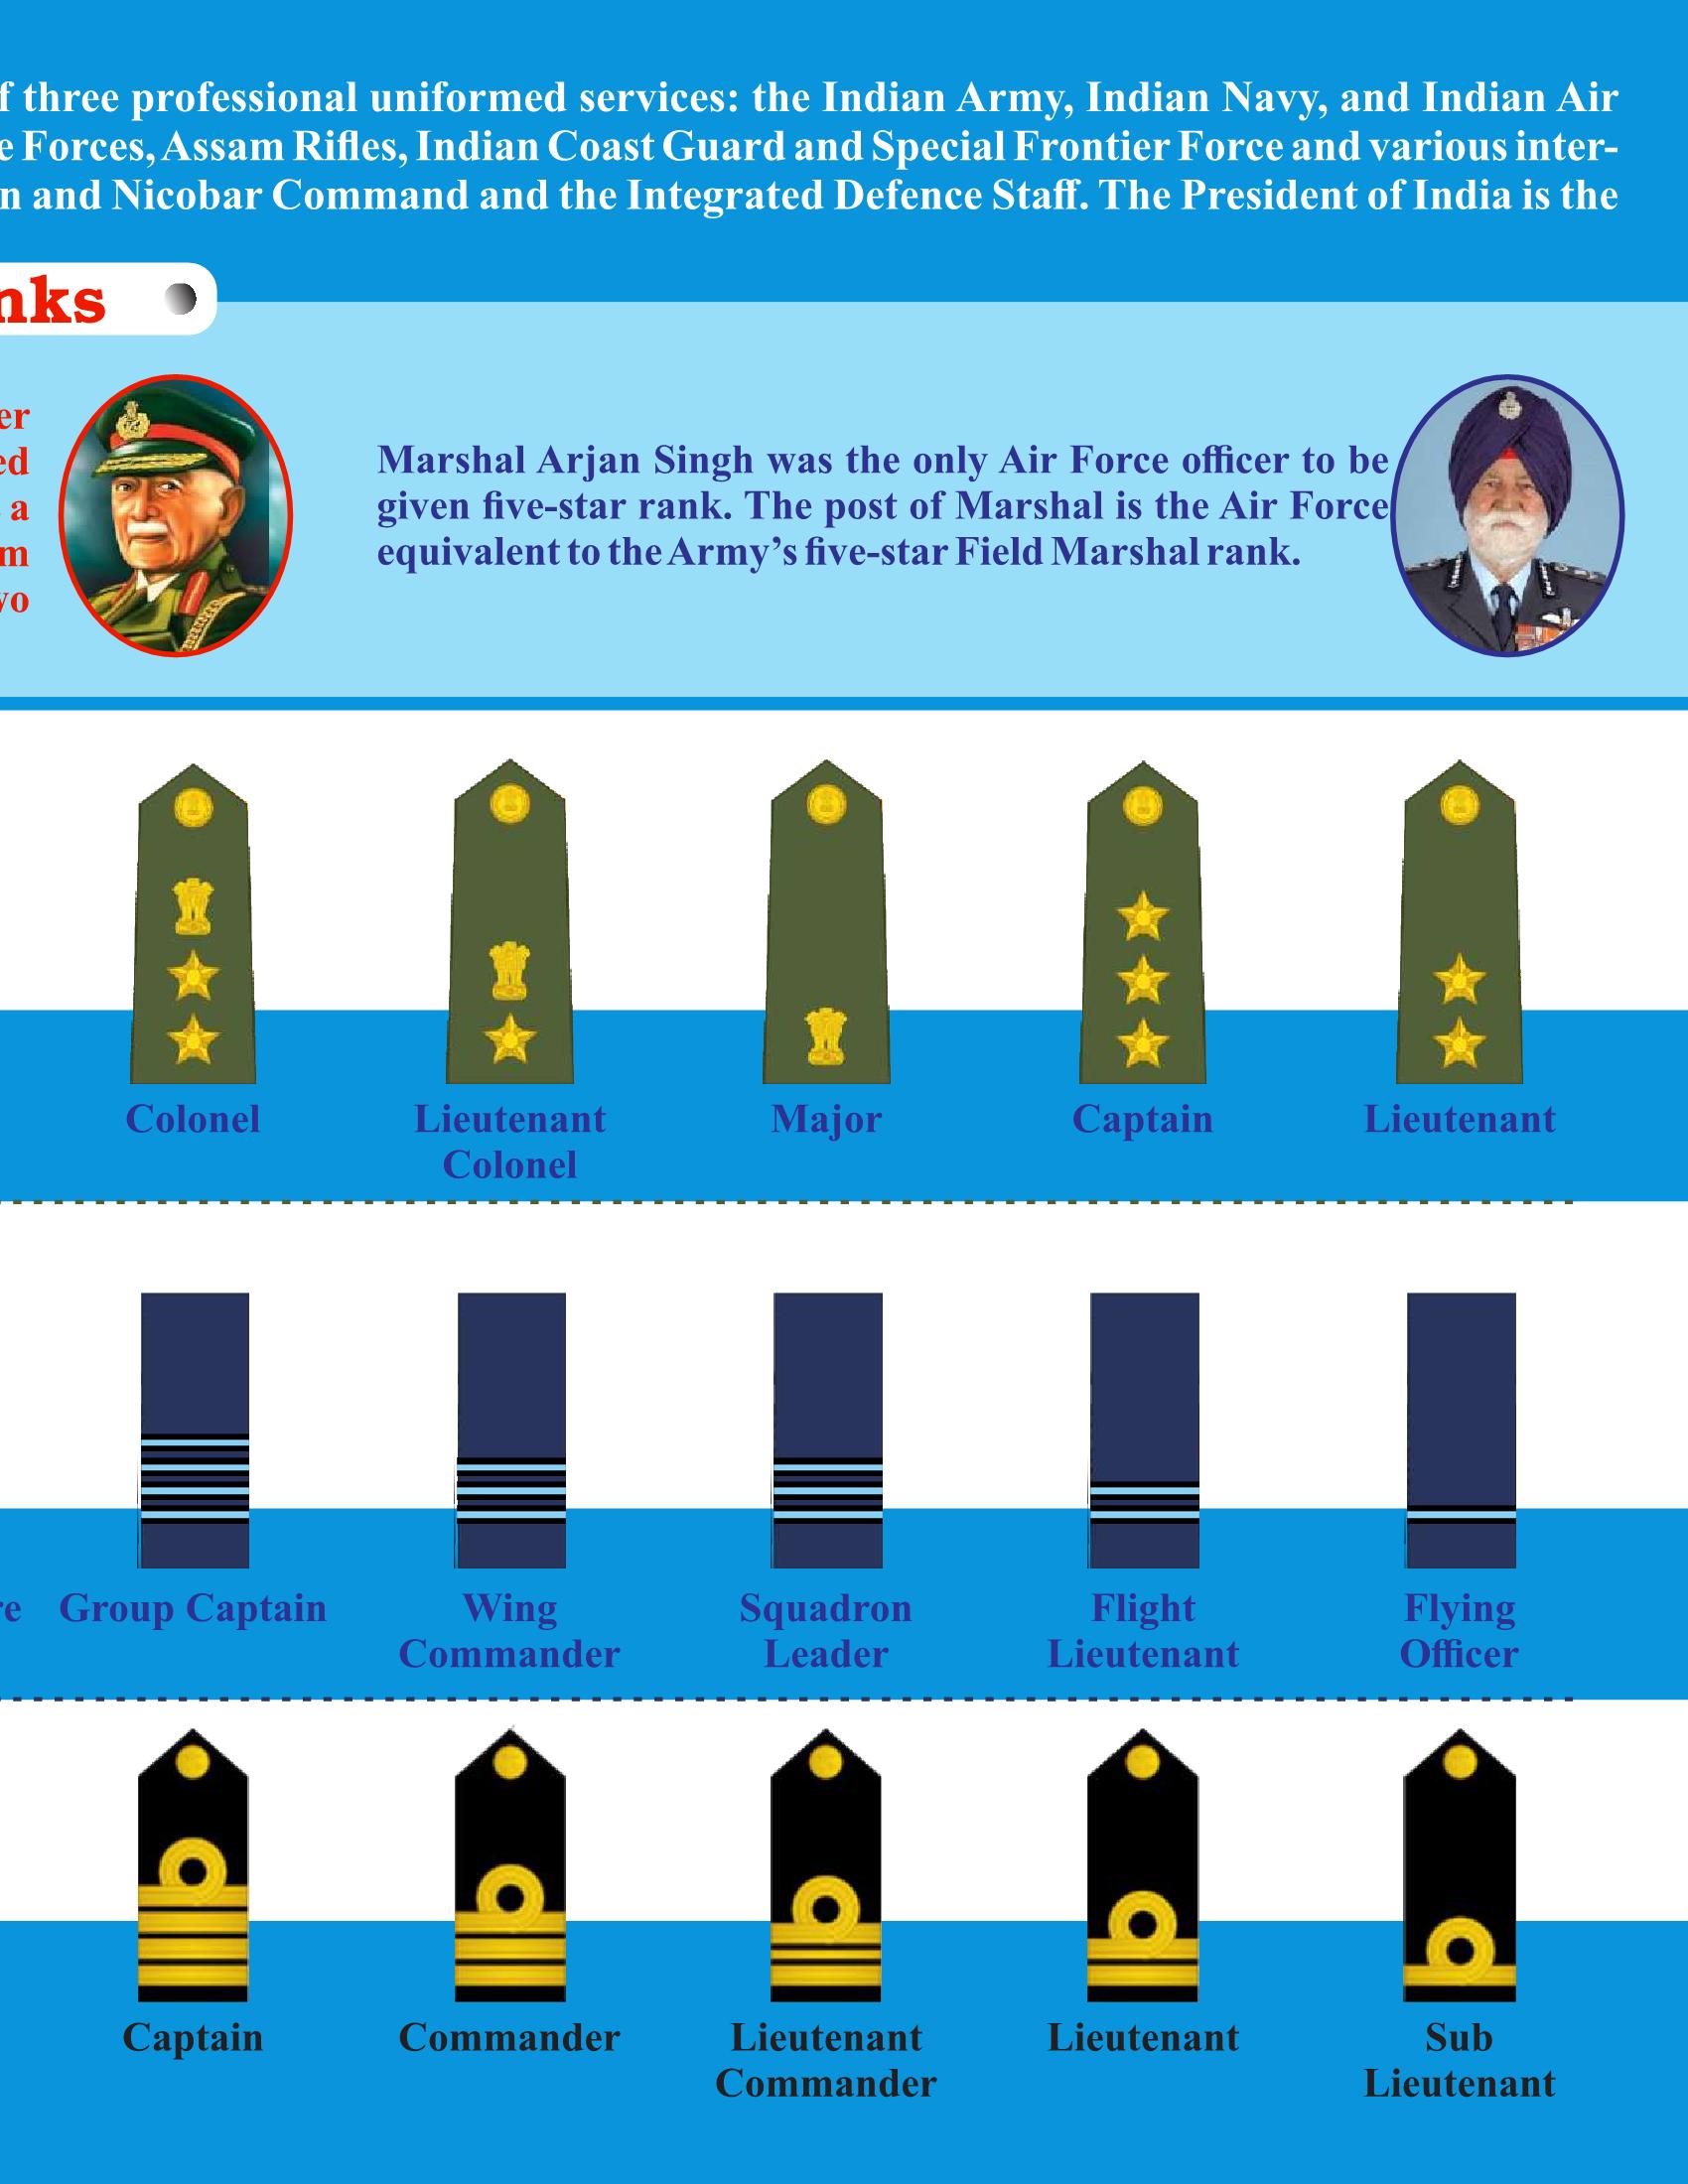 f three professional uniformed services: the Indian Army, Indian Navy, and Indian Air
e Forces, Assam Rifles, Indian Coast Guard and Special Frontier Force and various inter-
n and Nicobar Command and the Integrated Defence Staff. The President of India is the
nks
er
ed
a
m
wo
Marshal Arjan Singh was the only Air Force officer to be
given five-star rank. The post of Marshal is the Air Force
equivalent to the Army’s five-star Field Marshal rank.
Colonel
Lieutenant
Colonel
Major
Captain
Lieutenant
re
Group Captain
Wing
Commander
Squadron
Leader
Flight
Lieutenant
Flying
Officer
Captain
Commander
Lieutenant
Commander
Lieutenant
Sub
Lieutenant